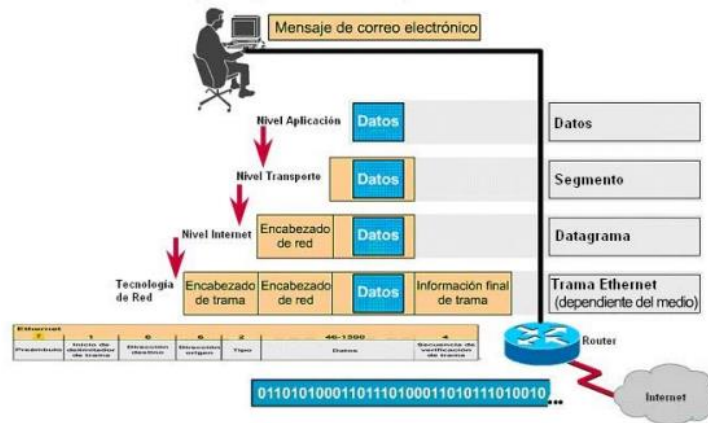 Mensaje de correo electrónico
Nivel Aplicación
Datos
Datos
Nivel Transporte
Datos
Segmento
Nivel Internet
Encabezado
de red
Datos
Datagrama
Tecnología
de Red
Encabezado
de trama
Encabezado
de red
Datos
Información final
de trama
Trama Ethernet
(dependiente del medio)
Ethernet
1
6
6
2
46-1500
4
Preámbulo
Inicio de
delimitador
de trama
Dirección
destino
Dirección
origen
Tipo
Datos
Secuencia de
verificación
de trama
Router
Internet